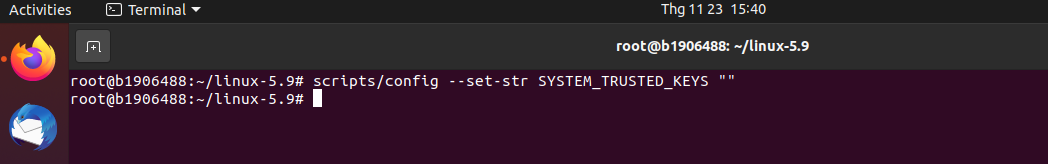 Activities Terminal Thg 11 23 15:40
root@b1906488: ~/linux-5.9
root@b1906488:~/linux-5.9# scripts/config --set-str SYSTEM_TRUSTED_KEYS ""
root@b1906488:~/linux-5.9#